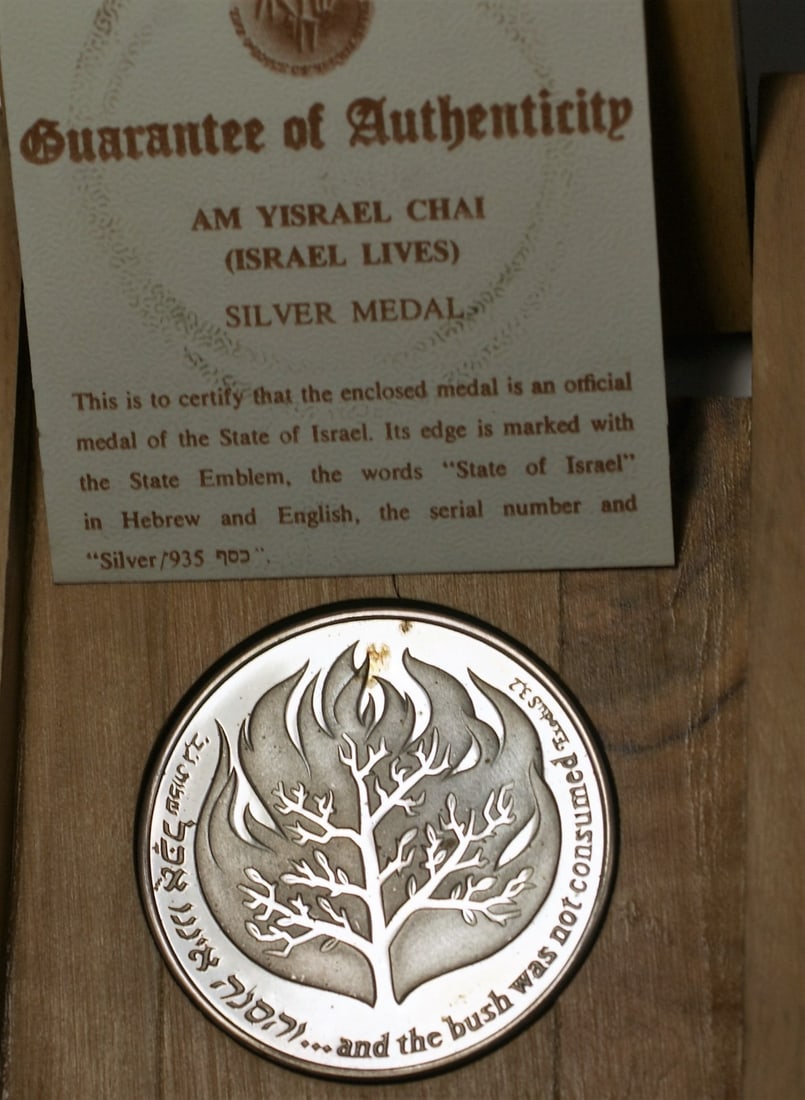 Guarantee of Authenticity
AM YISRAEL CHAI
(ISRAEL LIVES)
SILVER MEDAL
This is to certify that the enclosed medal is an official
medal of the State of Israel. Its edge is marked with
the State Emblem, the words “State of Israel”
in Hebrew and English, the serial number and
“Silver/935 כסף”.
והסנה איננו אכל שמות ג,ב
...and the bush was not consumed Exodus 3,2